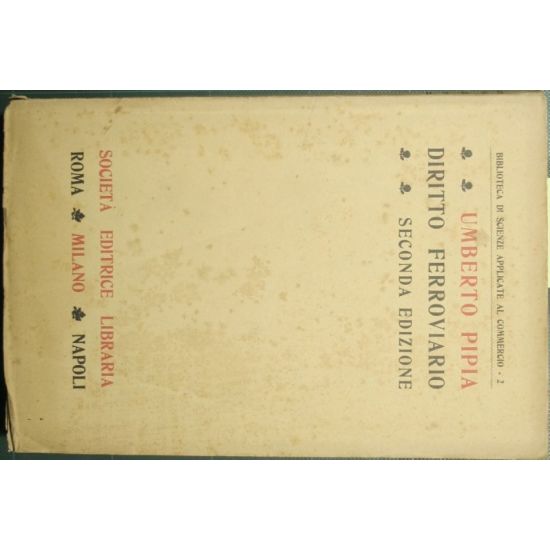 BIBLIOTECA DI SCIENZE APPLICATE AL COMMERCIO - 2
UMBERTO PIPIA
DIRITTO FERROVIARIO
SECONDA EDIZIONE
SOCIETÀ EDITRICE LIBRARIA
ROMA MILANO NAPOLI